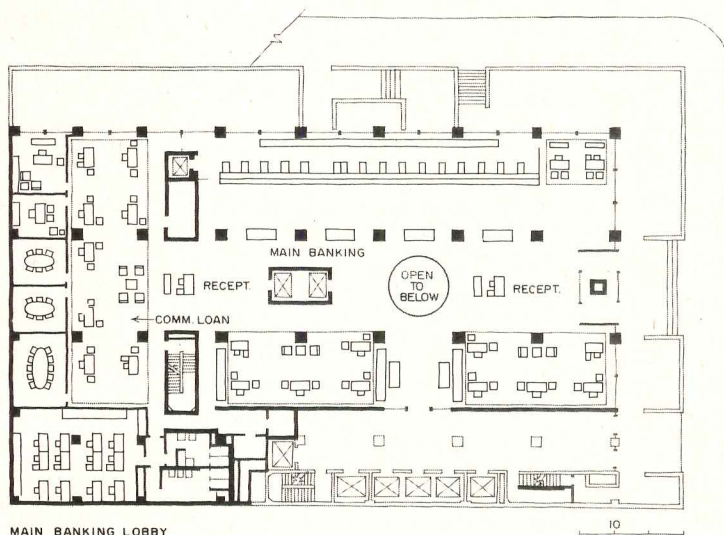 MAIN BANKING
RECEPT.
OPEN
TO
BELOW
RECEPT.
COMM. LOAN
MAIN BANKING LOBBY
10